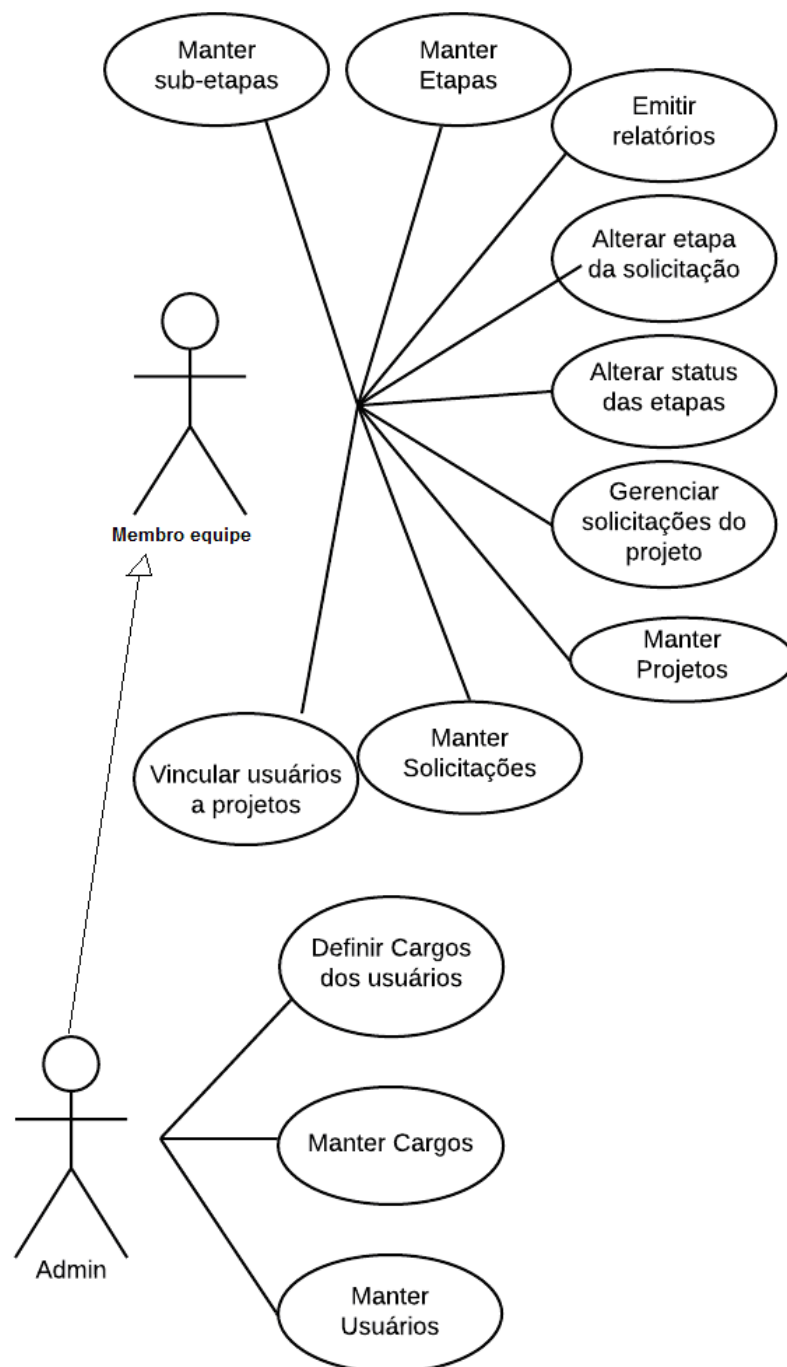 Manter
sub-etapas
Manter
Etapas
Emitir
relatórios
Alterar etapa
da solicitação
Alterar status
das etapas
Gerenciar
solicitações do
projeto
Membro equipe
Manter
Projetos
Manter
Solicitações
Vincular usuários
a projetos
Definir Cargos
dos usuários
Manter Cargos
Admin
Manter
Usuários